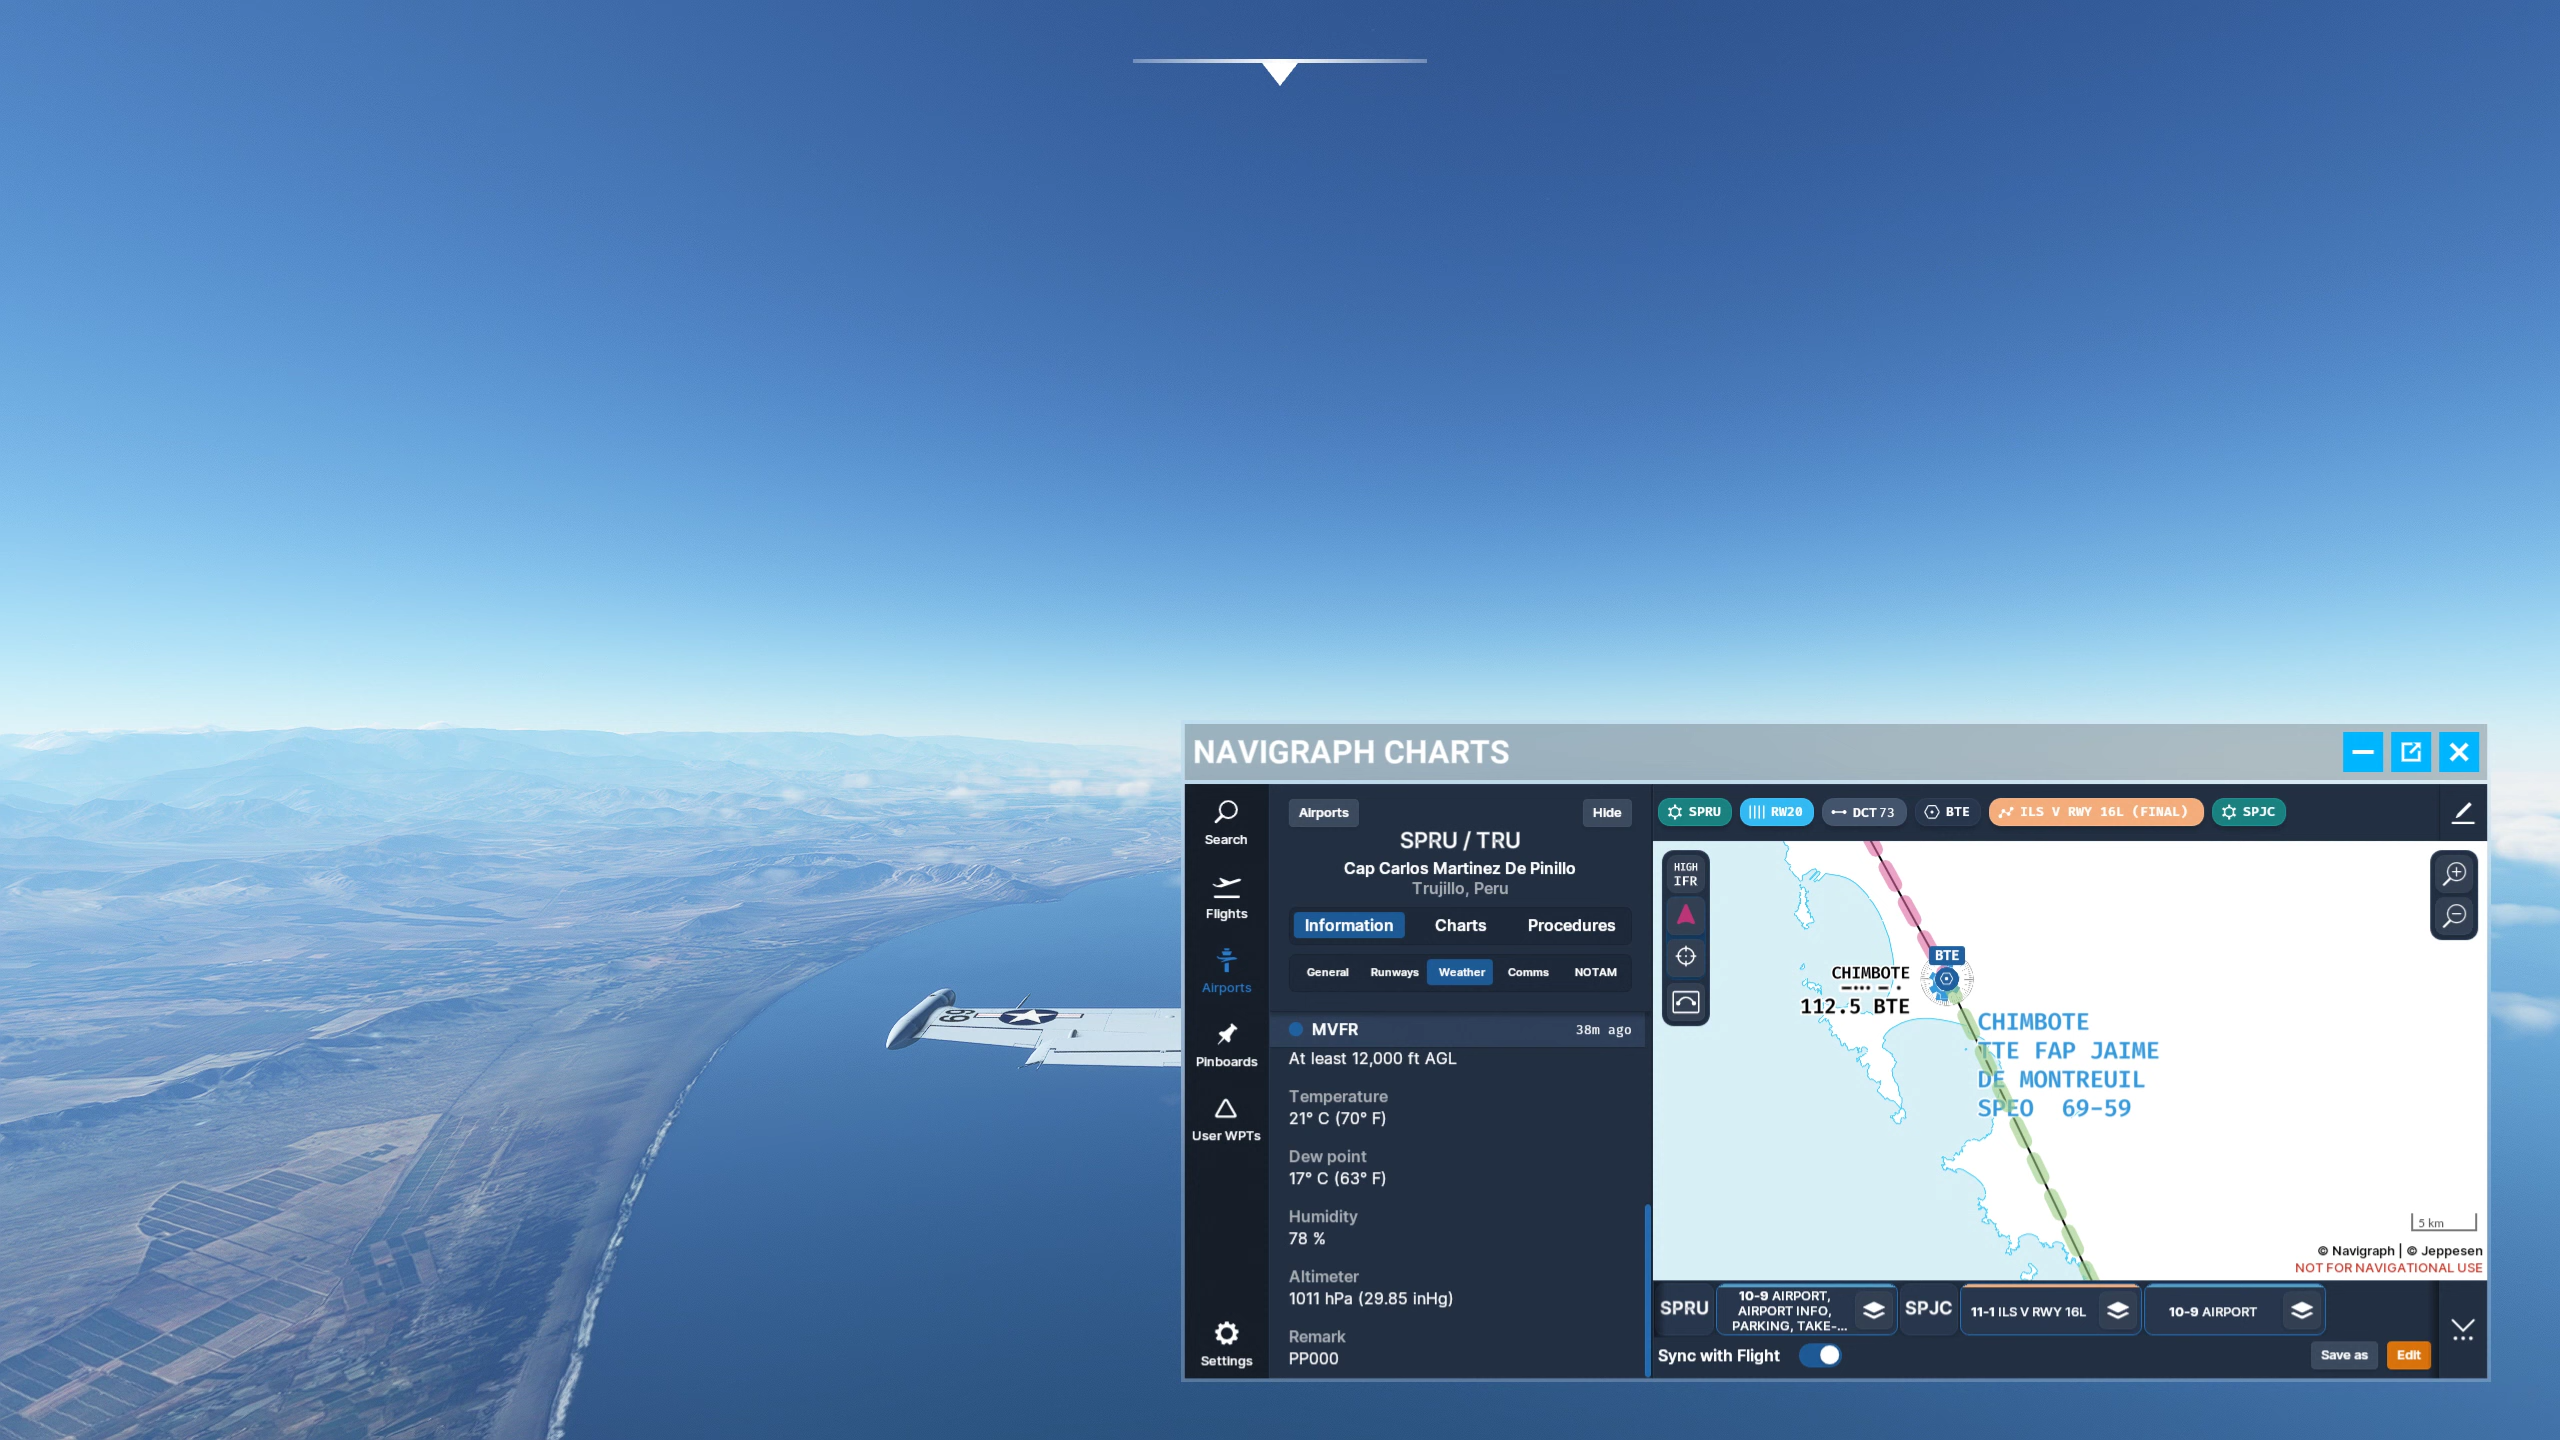 NAVIGRAPH CHARTS
Search
Flights
Airports
Pinboards
User WPTs
Settings
Airports
Hide
SPRU / TRU
Cap Carlos Martinez De Pinillo
Trujillo, Peru
Information Charts Procedures
General Runways Weather Comms NOTAM
MVFR 38m ago
At least 12,000 ft AGL
Temperature
21° C (70° F)
Dew point
17° C (63° F)
Humidity
78 %
Altimeter
1011 hPa (29.85 inHg)
Remark
PP000
SPRU RW20 DCT 73 BTE ILS V RWY 16L (FINAL) SPJC
HIGH
IFR
BTE
CHIMBOTE
112.5 BTE
CHIMBOTE
TTE FAP JAIME
DE MONTREUIL
SPEO 69-59
5 km
© Navigraph | © Jeppesen
NOT FOR NAVIGATIONAL USE
SPRU
10-9 AIRPORT,
AIRPORT INFO,
PARKING, TAKE-...
SPJC
11-1 ILS V RWY 16L
10-9 AIRPORT
Sync with Flight
Save as
Edit
69